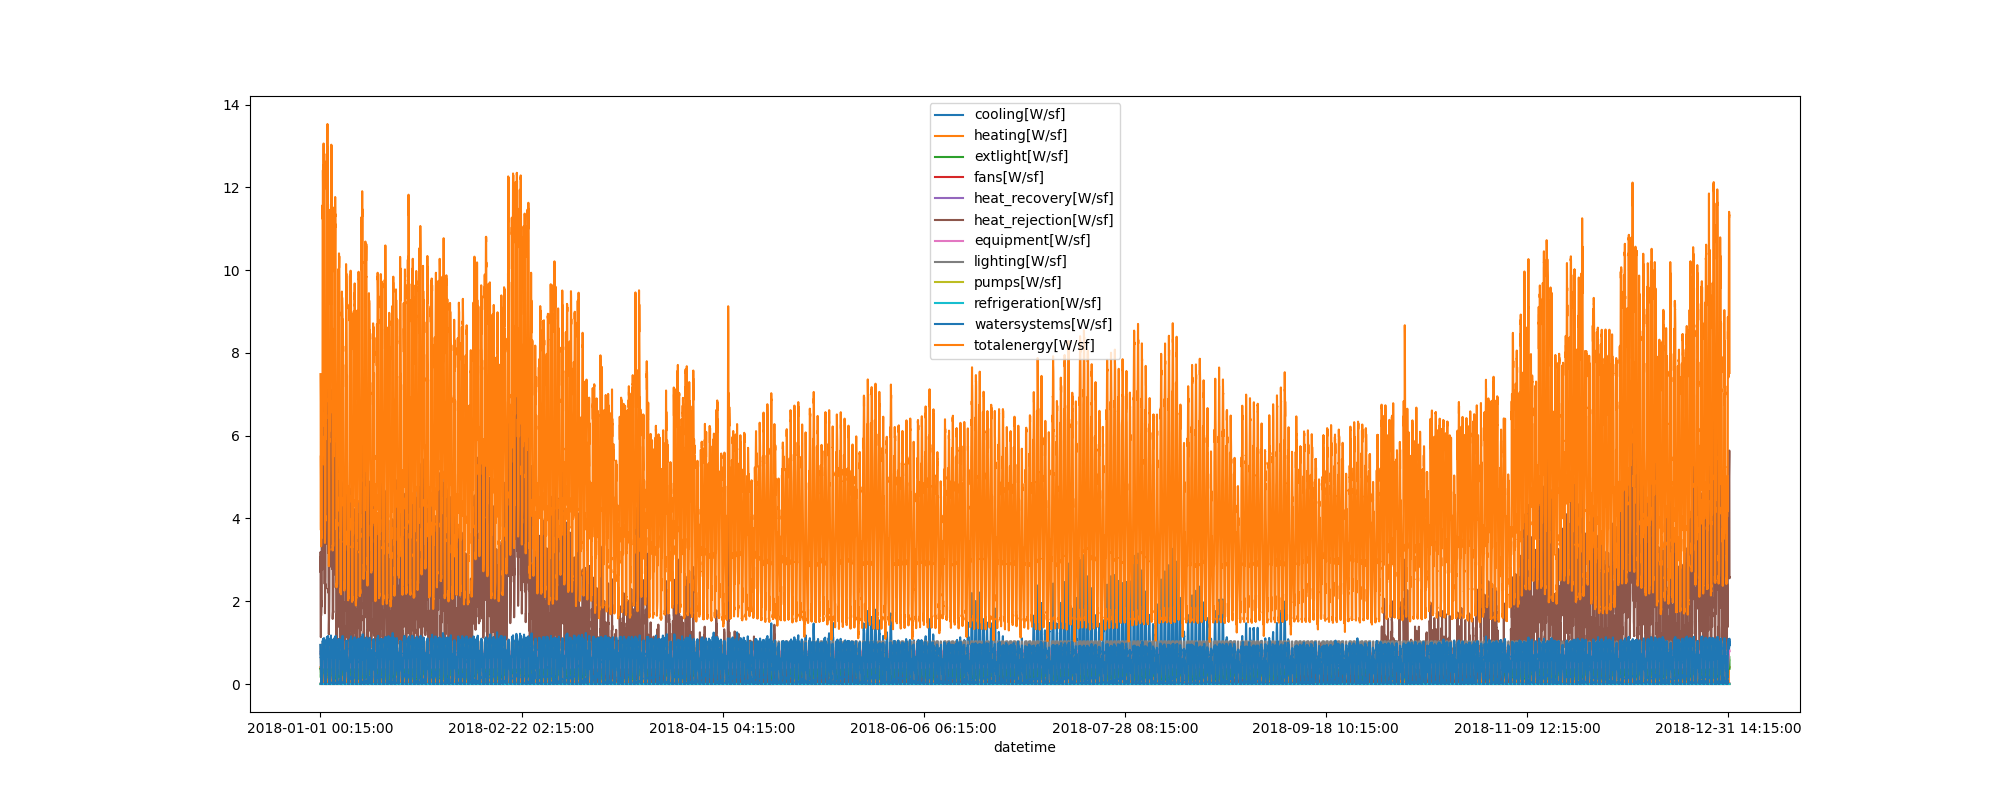 14
12
10
8
6
4
2
0
cooling[W/sf]
heating[W/sf]
extlight[W/sf]
fans[W/sf]
heat_recovery[W/sf]
heat_rejection[W/sf]
equipment[W/sf]
lighting[W/sf]
pumps[W/sf]
refrigeration[W/sf]
watersystems[W/sf]
totalenergy[W/sf]
2018-01-01 00:15:00 2018-02-22 02:15:00 2018-04-15 04:15:00 2018-06-06 06:15:00 2018-07-28 08:15:00 2018-09-18 10:15:00 2018-11-09 12:15:00 2018-12-31 14:15:00
datetime